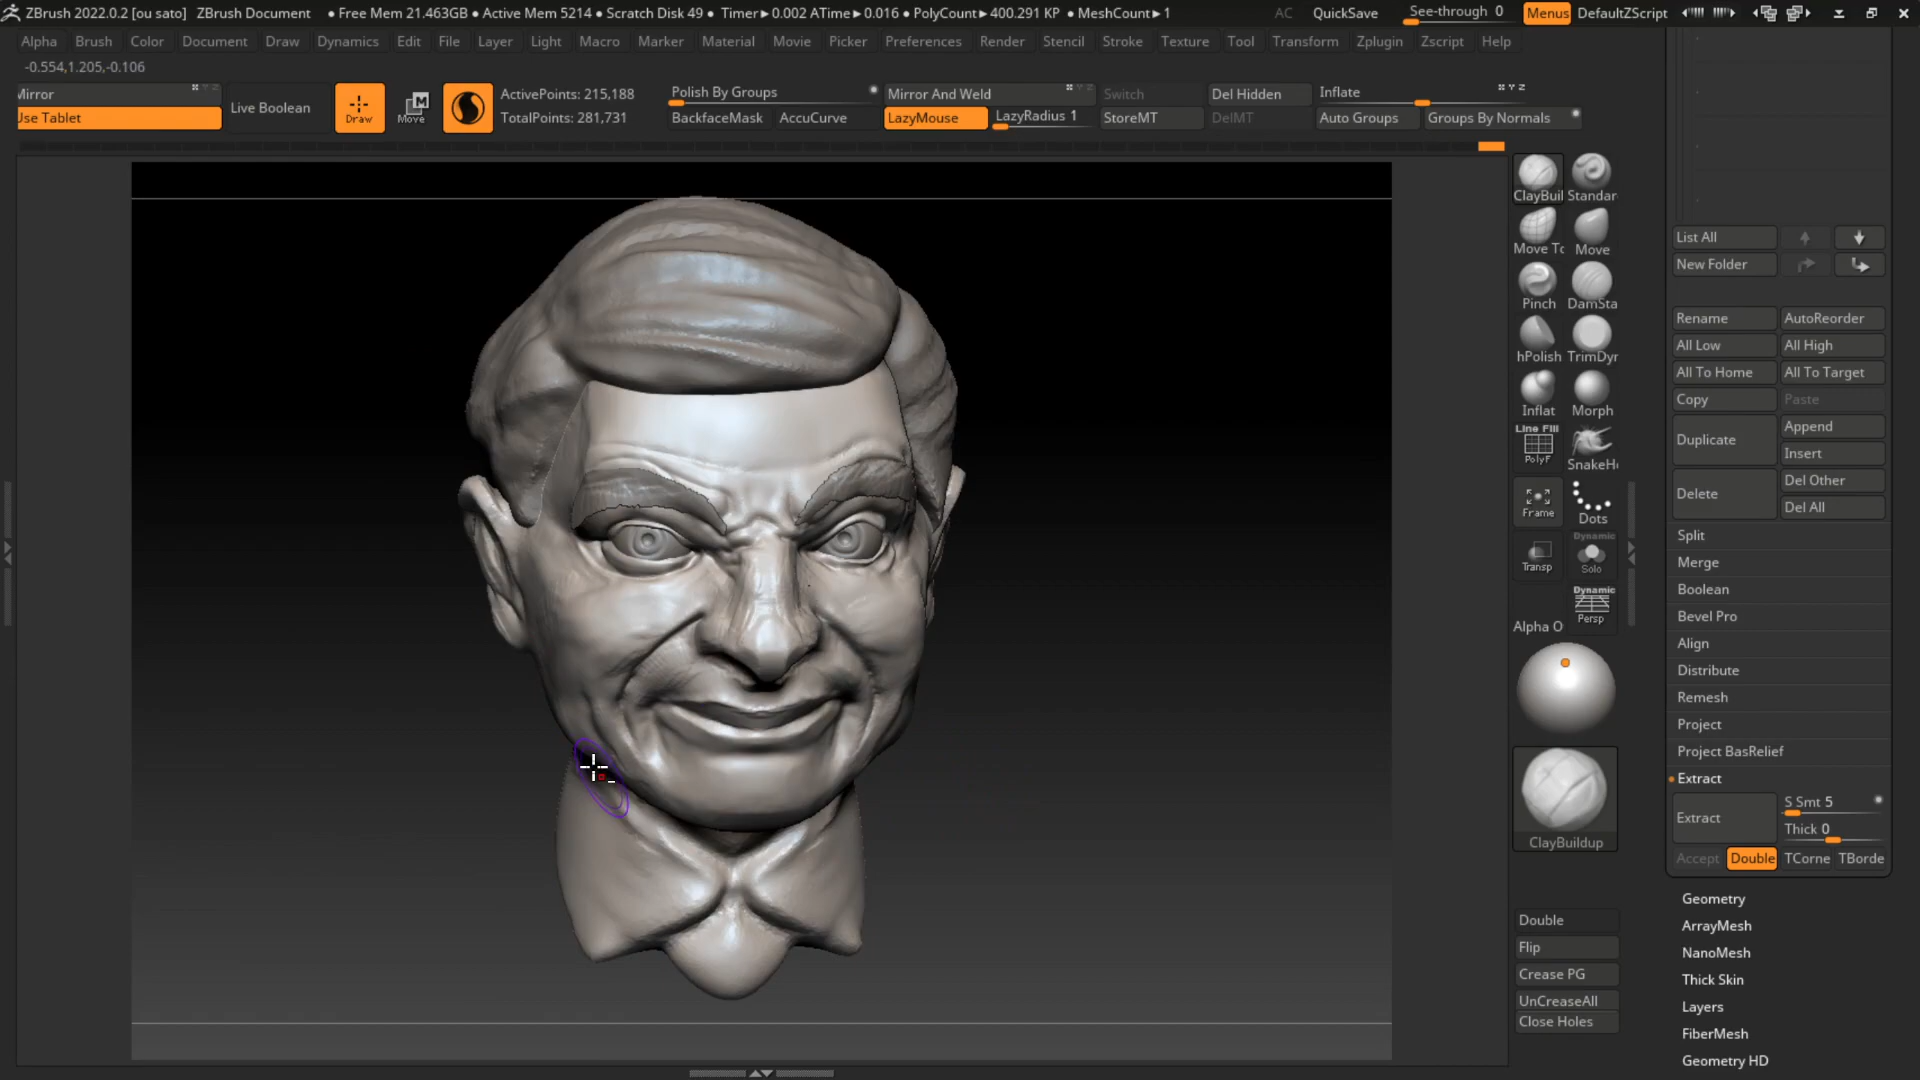 ZBrush 2022.0.2 [ou sato] ZBrush Document • Free Mem 21.463GB • Active Mem 5214 • Scratch Disk 49 • Timer▶0.002 ATime▶0.016 • PolyCount▶400.291 KP • MeshCount▶1 AC QuickSave See-through 0 Menus DefaultZScript
Alpha Brush Color Document Draw Dynamics Edit File Layer Light Macro Marker Material Movie Picker Preferences Render Stencil Stroke Texture Tool Transform Zplugin Zscript Help
-0.554,1.205,-0.106
Mirror
Use Tablet
Live Boolean
Draw
M
Move
ActivePoints: 215,188
TotalPoints: 281,731
Polish By Groups
BackfaceMask AccuCurve
Mirror And Weld
LazyMouse LazyRadius 1
Switch
StoreMT
Del Hidden
DelMT
Inflate
Auto Groups Groups By Normals
ClayBuil Standar
Move To Move
Pinch DamSta
hPolish TrimDyr
Inflat Morph
Line Fill
PolyF SnakeH
Frame Dots
Dynamic
Transp Solo
Dynamic
Persp
Alpha O
ClayBuildup
Double
Flip
Crease PG
UnCreaseAll
Close Holes
List All
New Folder
Rename AutoReorder
All Low All High
All To Home All To Target
Copy Paste
Duplicate Append
Insert
Delete Del Other
Del All
Split
Merge
Boolean
Bevel Pro
Align
Distribute
Remesh
Project
Project BasRelief
Extract
Extract S Smt 5
Thick 0
Accept Double TCorne TBorde
Geometry
ArrayMesh
NanoMesh
Thick Skin
Layers
FiberMesh
Geometry HD